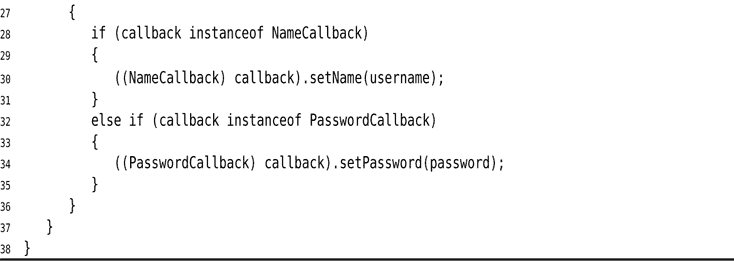 27 {
28 if (callback instanceof NameCallback)
29 {
30 ((NameCallback) callback).setName(username);
31 }
32 else if (callback instanceof PasswordCallback)
33 {
34 ((PasswordCallback) callback).setPassword(password);
35 }
36 }
37 }
38 }